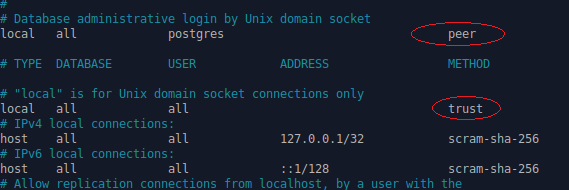 #
# Database administrative login by Unix domain socket
local   all             postgres                                peer

# TYPE  DATABASE        USER            ADDRESS                 METHOD

# "local" is for Unix domain socket connections only
local   all             all                                     trust
# IPv4 local connections:
host    all             all             127.0.0.1/32            scram-sha-256
# IPv6 local connections:
host    all             all             ::1/128                 scram-sha-256
# Allow replication connections from localhost, by a user with the